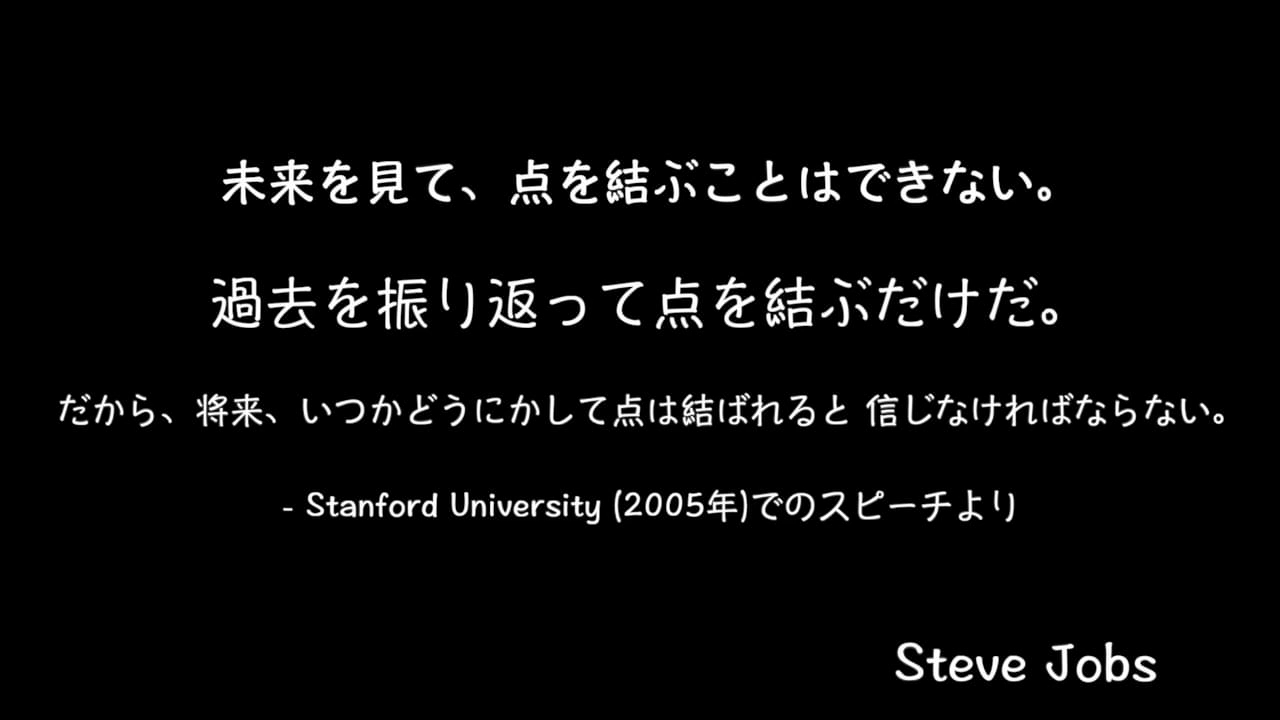 未来を見て、点を結ぶことはできない。
過去を振り返って点を結ぶだけだ。
だから、将来、いつかどうにかして点は結ばれると 信じなければならない。
- Stanford University (2005年)でのスピーチより
Steve Jobs